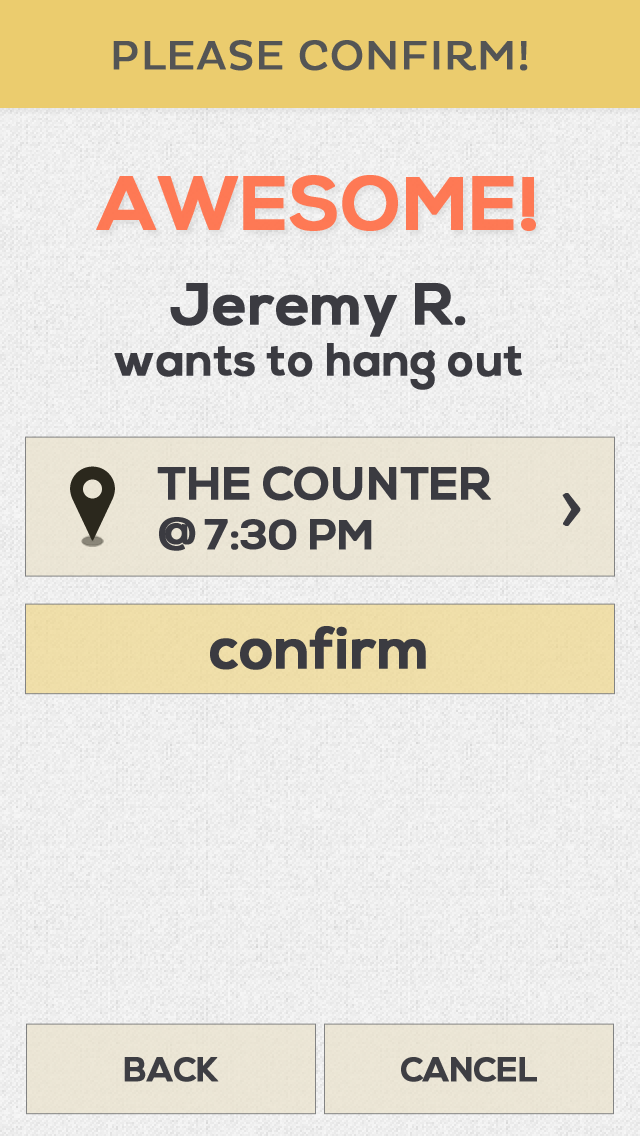 PLEASE CONFIRM!
AWESOME!
Jeremy R.
wants to hang out
THE COUNTER
@ 7:30 PM
confirm
BACK
CANCEL